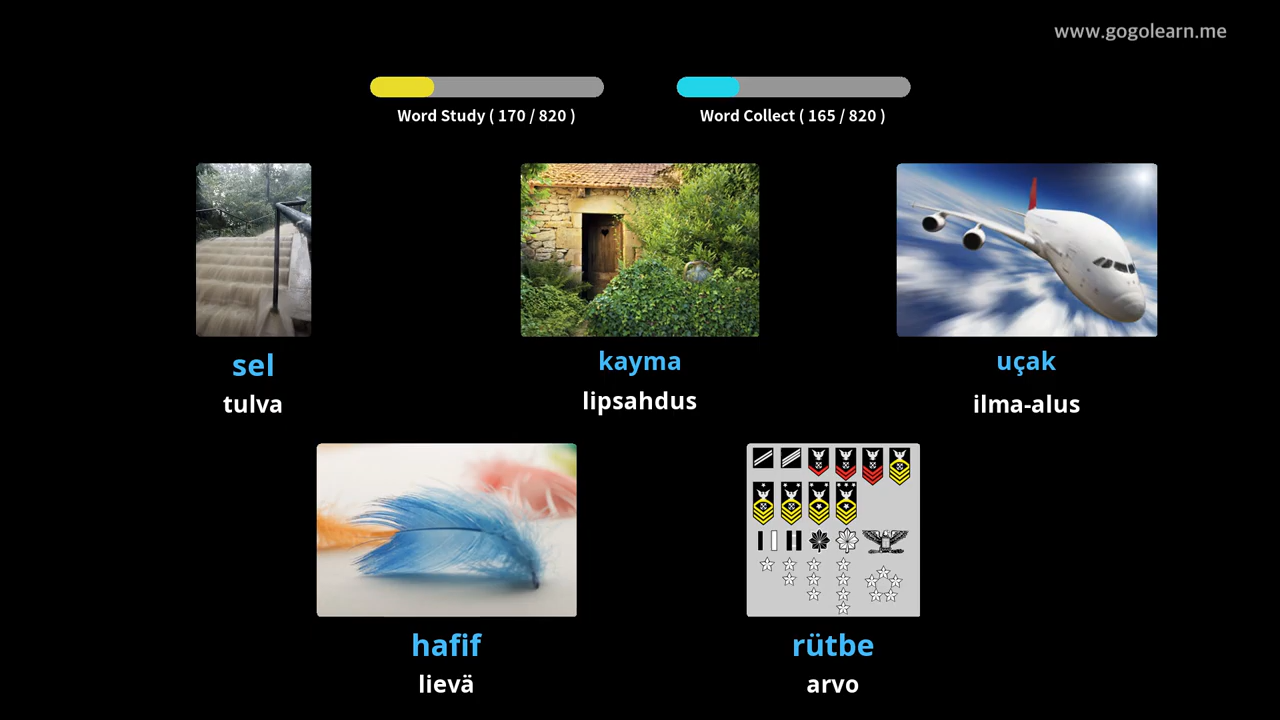 www.gogolearn.me
Word Study ( 170 / 820 )
Word Collect ( 165 / 820 )
sel
tulva
kayma
lipsahdus
uçak
ilma-alus
hafif
lievä
rütbe
arvo